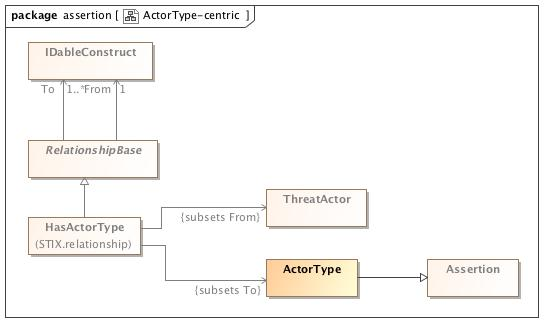 package assertion [ ActorType-centric ]
IDableConstruct
To 1..*From 1
RelationshipBase
HasActorType
(STIX.relationship)
{subsets From}
ThreatActor
{subsets To}
ActorType
Assertion